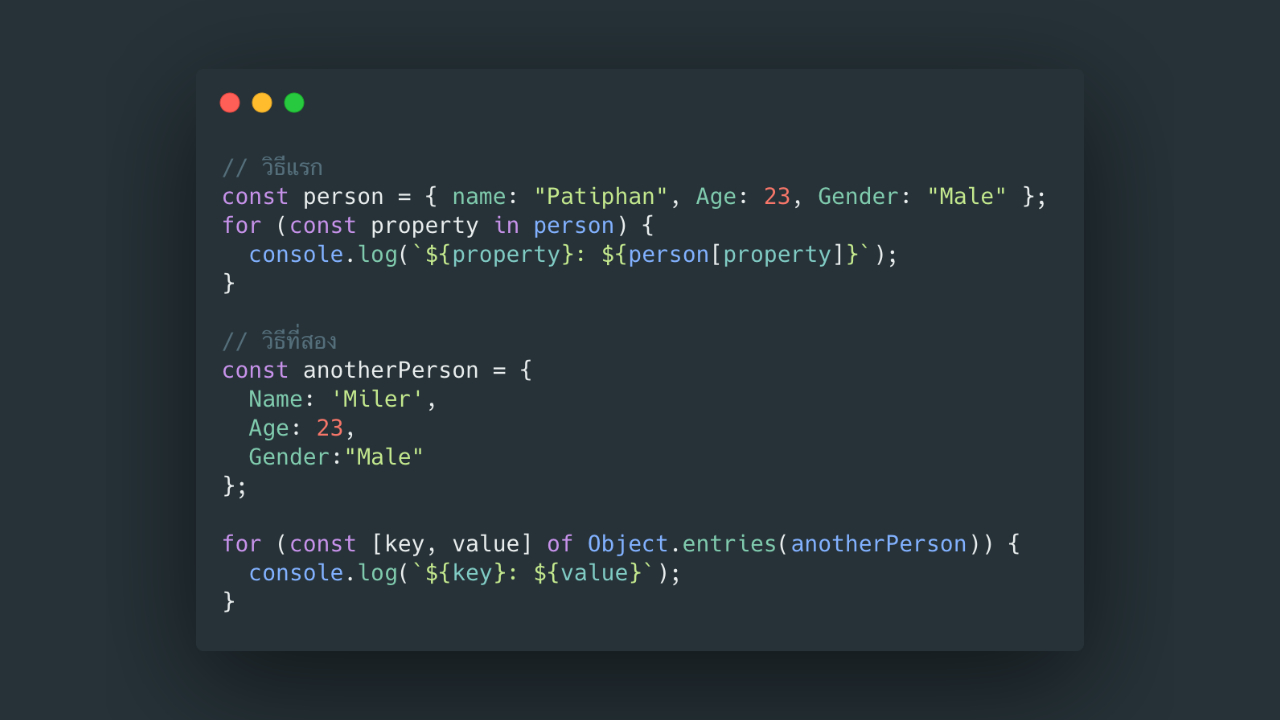 // วิธีแรก
const person = { name: "Patiphan", Age: 23, Gender: "Male" };
for (const property in person) {
  console.log(`${property}: ${person[property]}`);
}
// วิธีที่สอง
const anotherPerson = {
  Name: 'Miler',
  Age: 23,
  Gender:"Male"
};
for (const [key, value] of Object.entries(anotherPerson)) {
  console.log(`${key}: ${value}`);
}